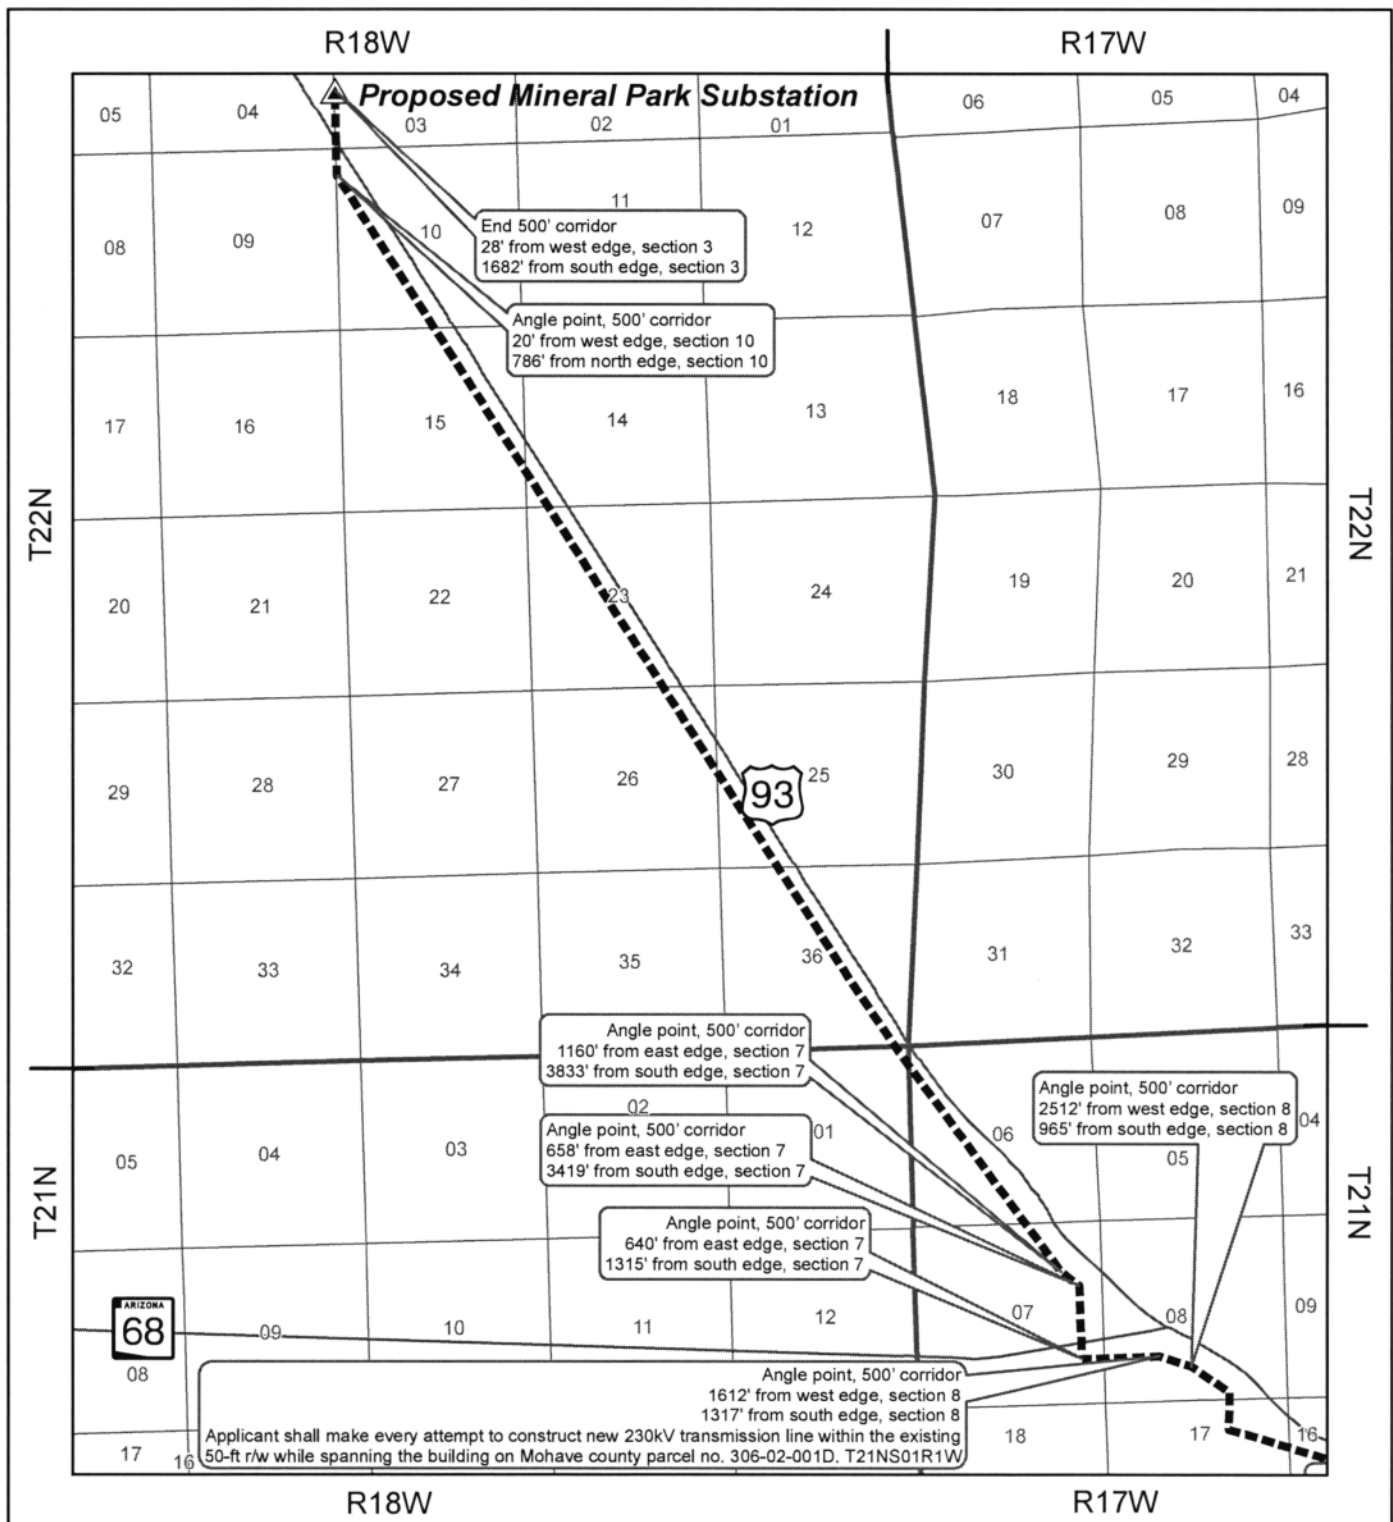 R18W
R17W
Proposed Mineral Park Substation
05
04
03
02
01
06
05
04
End 500' corridor
28' from west edge, section 3
1682' from south edge, section 3
08
09
10
11
12
07
08
09
Angle point, 500' corridor
20' from west edge, section 10
786' from north edge, section 10
17
16
15
14
13
18
17
16
T22N
T22N
20
21
22
23
24
19
20
21
29
28
27
26
93
25
30
29
28
32
33
34
35
36
31
32
33
Angle point, 500' corridor
1160' from east edge, section 7
3833' from south edge, section 7
Angle point, 500' corridor
2512' from west edge, section 8
965' from south edge, section 8
05
04
03
02
01
06
05
04
Angle point, 500' corridor
658' from east edge, section 7
3419' from south edge, section 7
T21N
T21N
Angle point, 500' corridor
640' from east edge, section 7
1315' from south edge, section 7
ARIZONA
68
08
09
10
11
12
07
08
09
Angle point, 500' corridor
1612' from west edge, section 8
1317' from south edge, section 8
Applicant shall make every attempt to construct new 230kV transmission line within the existing
50-ft r/w while spanning the building on Mohave county parcel no. 306-02-001D. T21NS01R1W
17
16
18
17
16
R18W
R17W